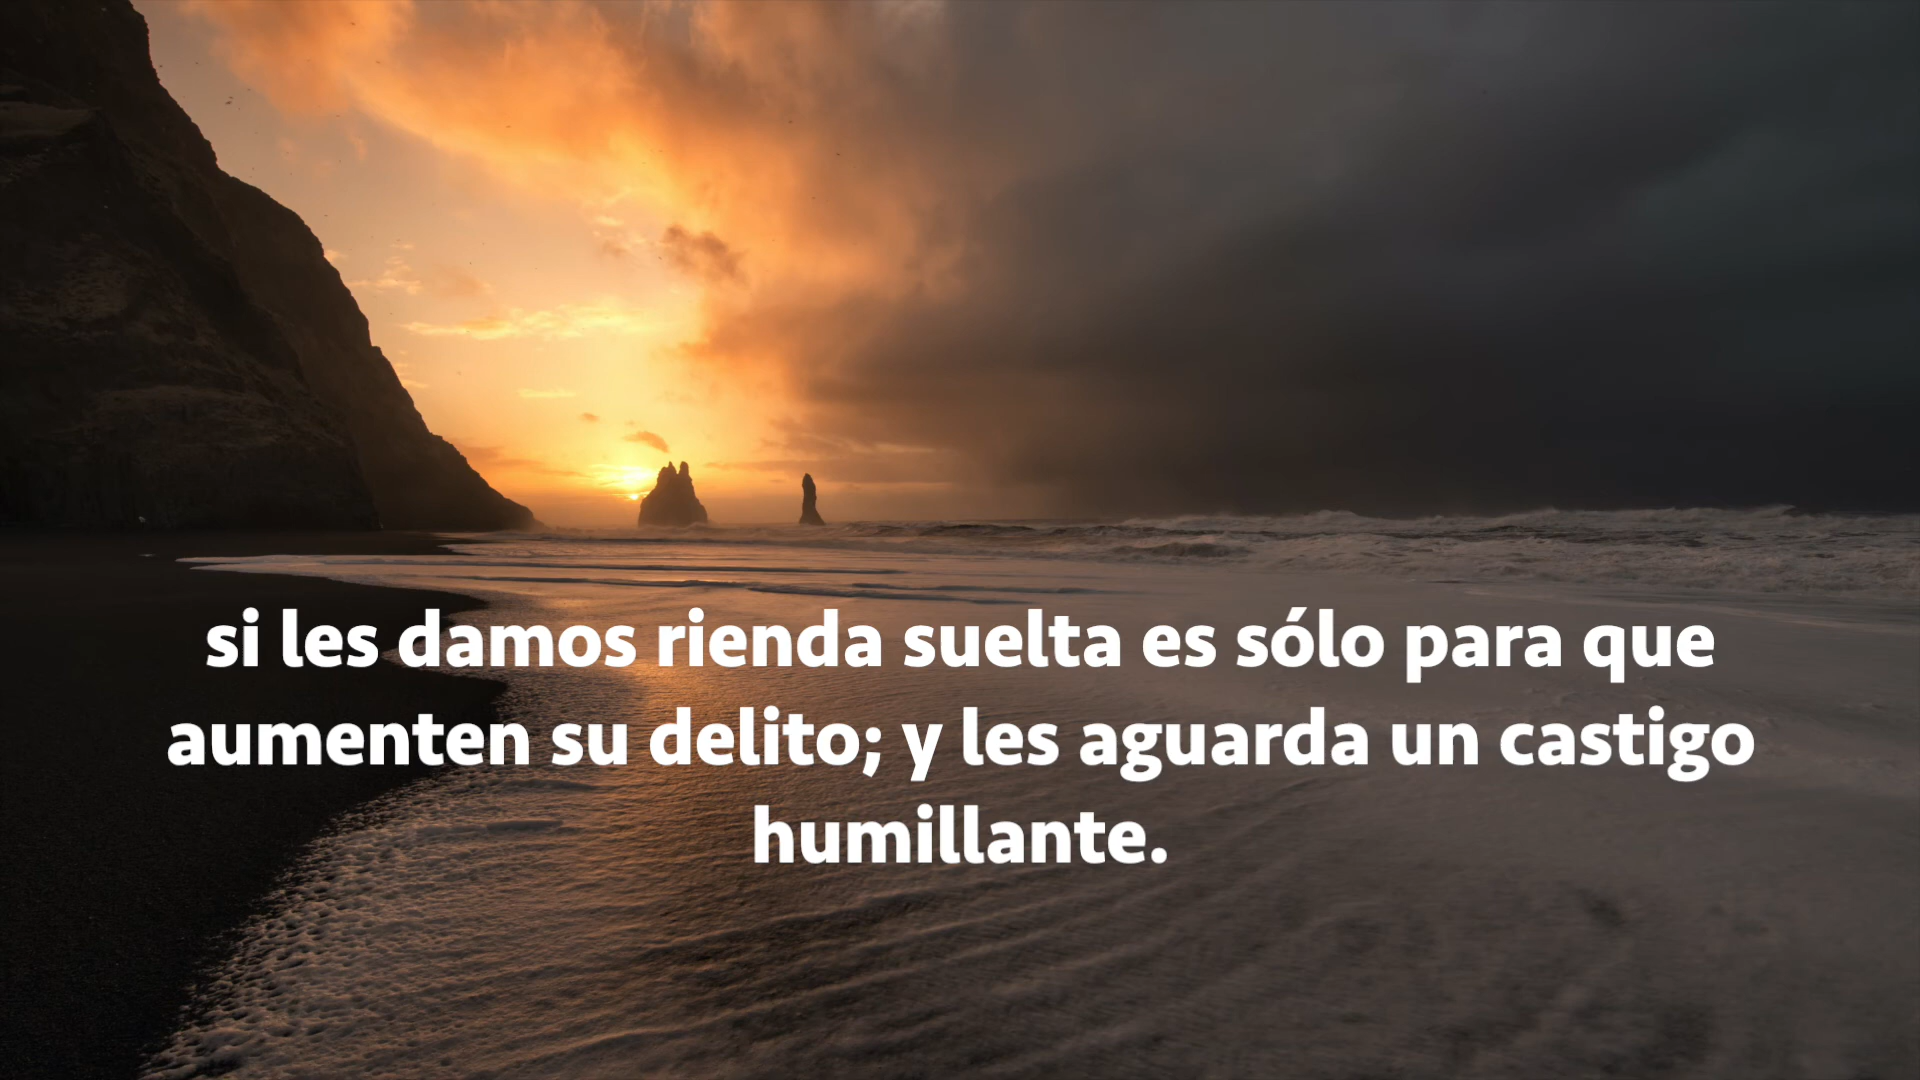 si les damos rienda suelta es sólo para que
aumenten su delito; y les aguarda un castigo
humillante.